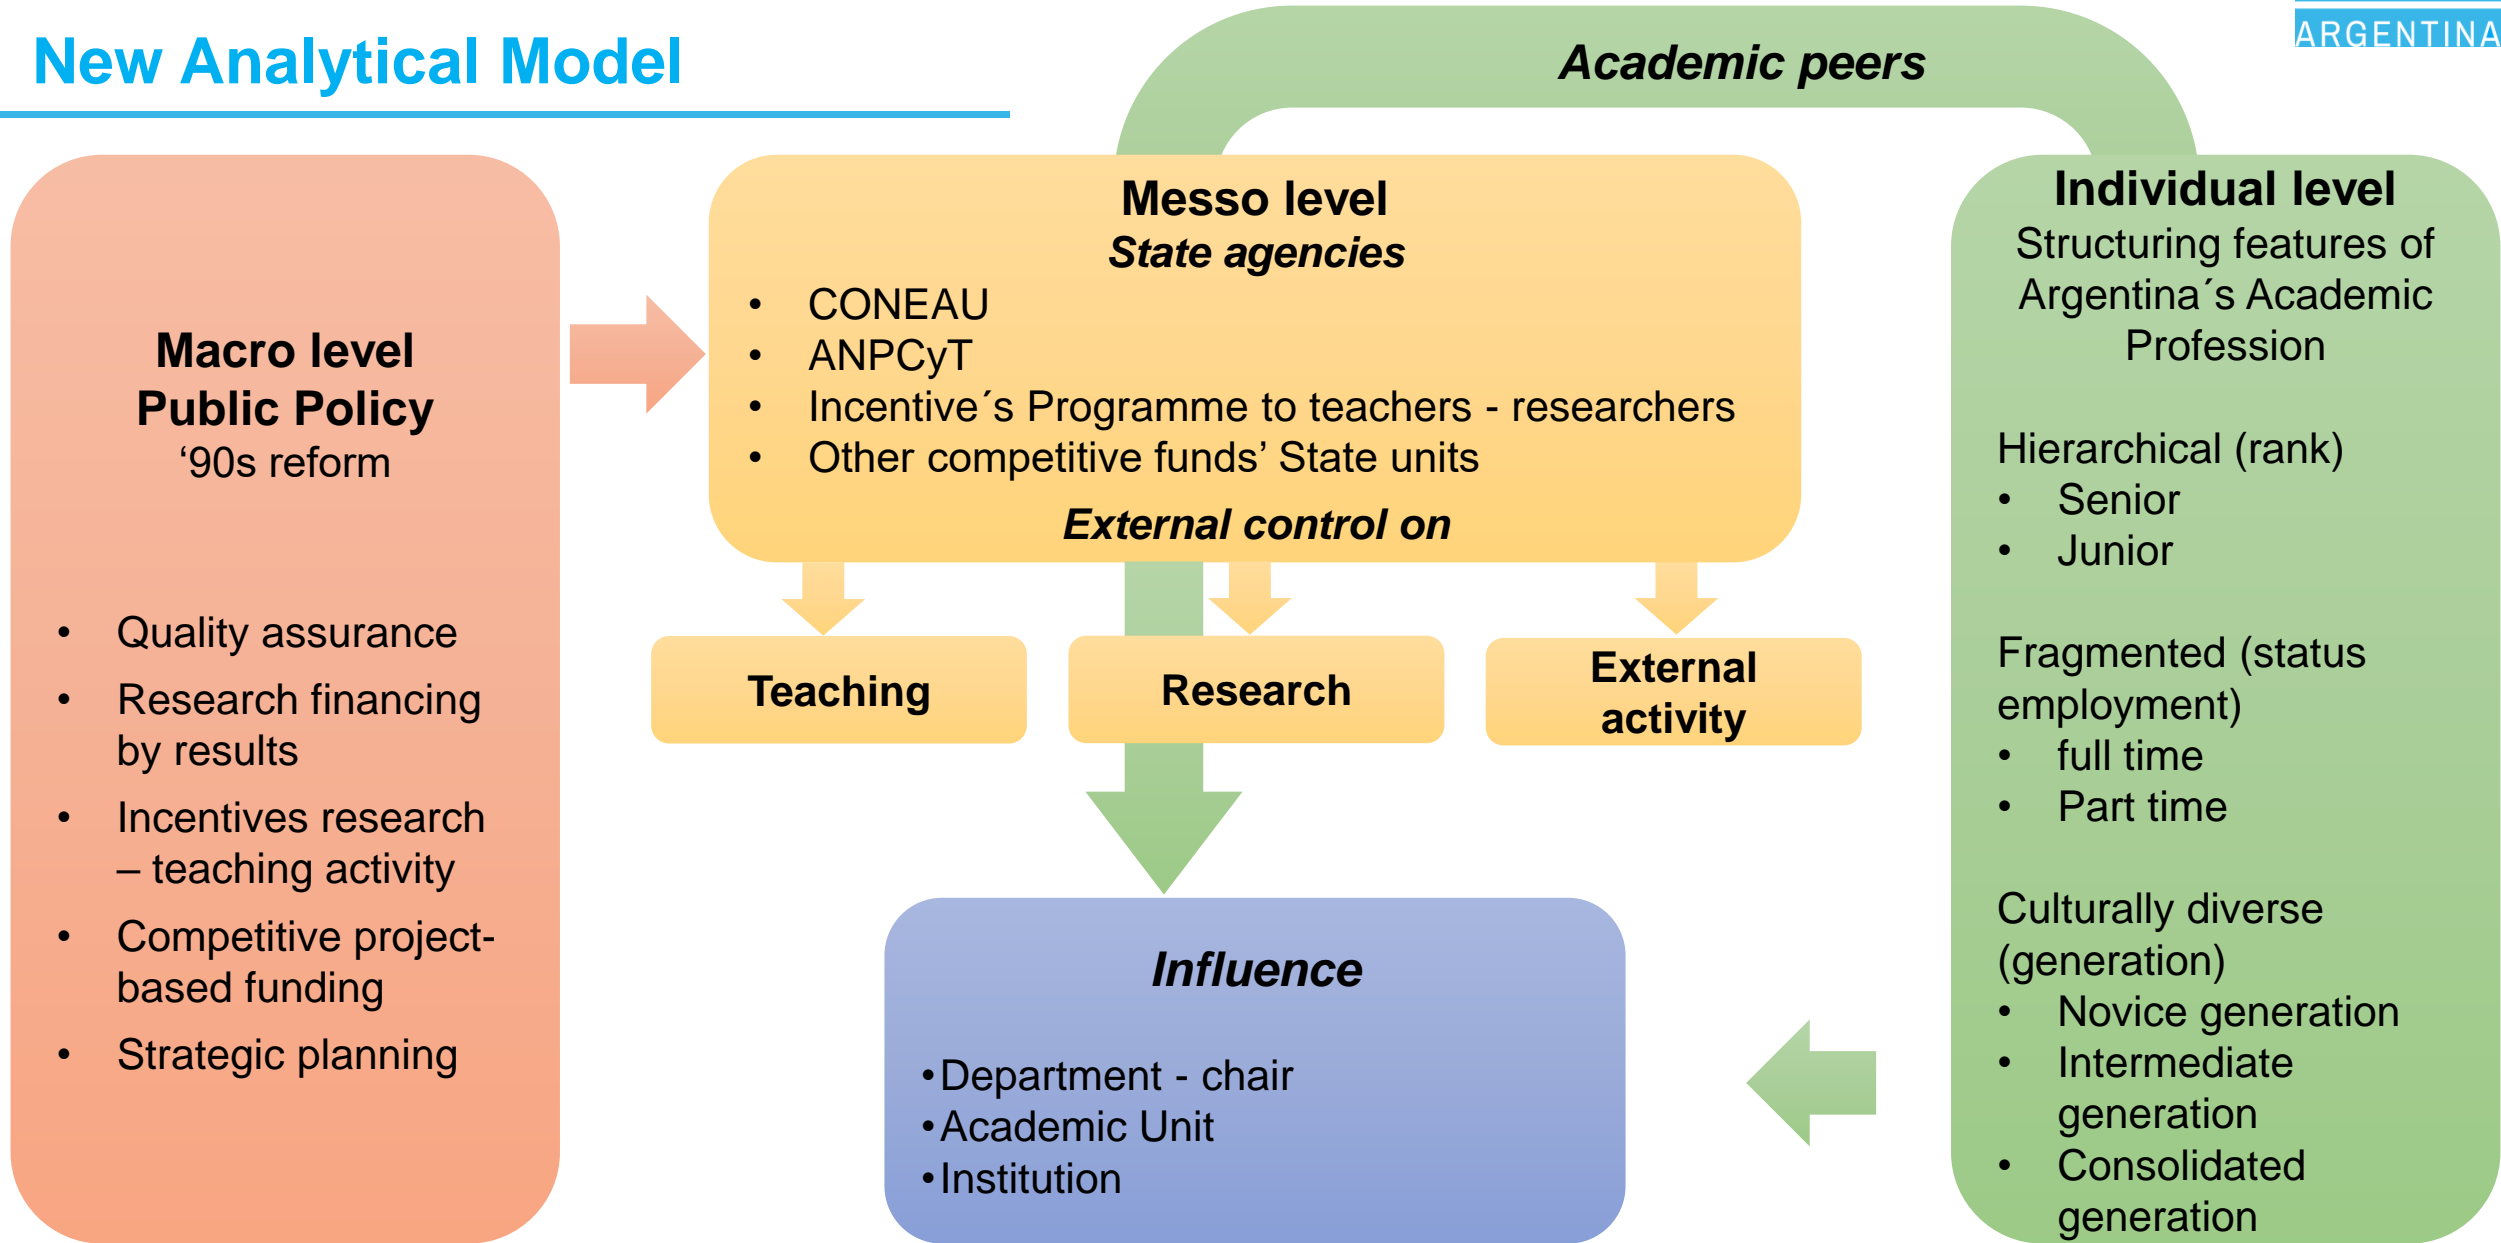 New Analytical Model
ARGENTINA
Academic peers
Macro level
Public Policy
‘90s reform
• Quality assurance
• Research financing
by results
• Incentives research
– teaching activity
• Competitive project-
based funding
• Strategic planning
Messo level
State agencies
• CONEAU
• ANPCyT
• Incentive´s Programme to teachers - researchers
• Other competitive funds’ State units
External control on
Teaching
Research
External
activity
Influence
•Department - chair
•Academic Unit
•Institution
Individual level
Structuring features of
Argentina´s Academic
Profession
Hierarchical (rank)
• Senior
• Junior
Fragmented (status
employment)
• full time
• Part time
Culturally diverse
(generation)
• Novice generation
• Intermediate
generation
• Consolidated
generation